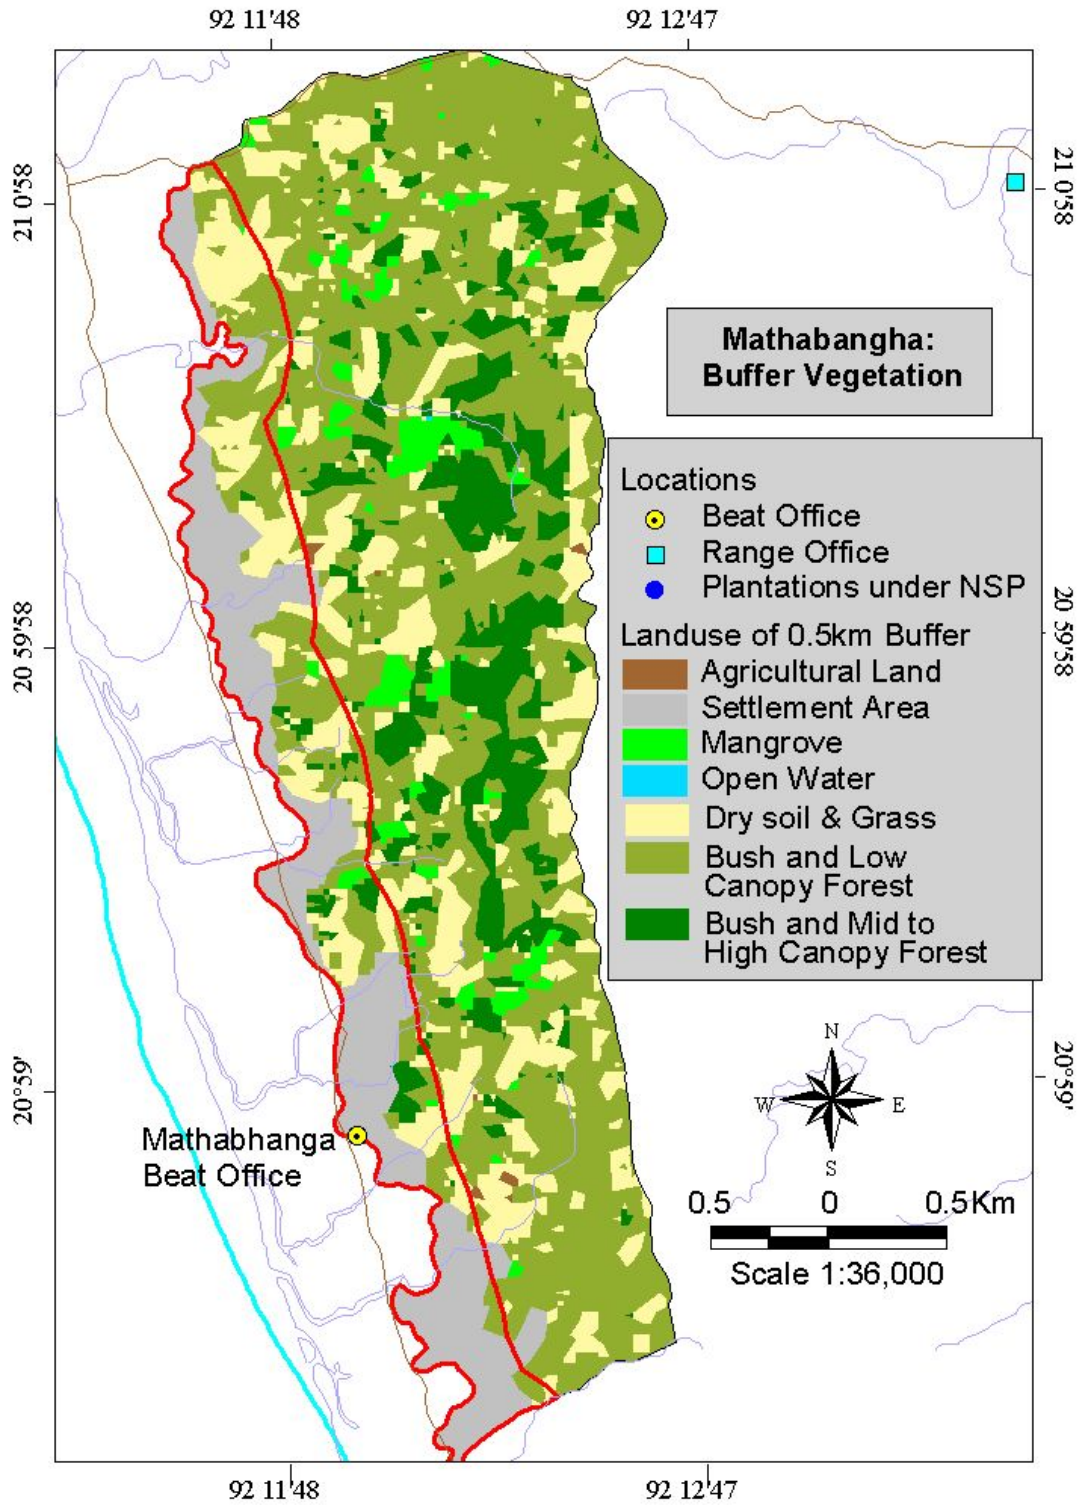 92 11'48
92 12'47
21 0'58
21 0'58
Mathabangha:
Buffer Vegetation
Locations
Beat Office
Range Office
Plantations under NSP
Landuse of 0.5km Buffer
Agricultural Land
Settlement Area
Mangrove
Open Water
Dry soil & Grass
Bush and Low
Canopy Forest
Bush and Mid to
High Canopy Forest
20 59'58
20 59'58
N
W
E
S
20°59'
20°59'
Mathabhanga
Beat Office
0.5 0 0.5Km
Scale 1:36,000
92 11'48
92 12'47